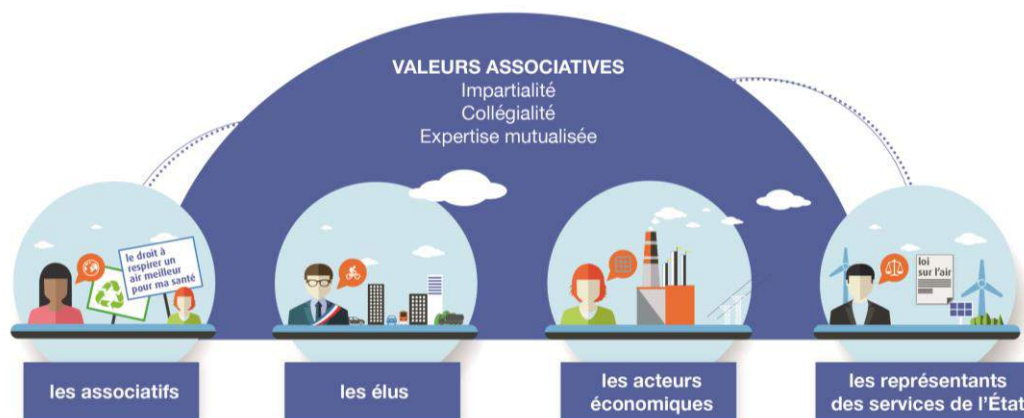 VALEURS ASSOCIATIVES
Impartialité
Collégialité
Expertise mutualisée
le droit à
respirer un
air meilleur
pour ma santé
loi
sur l'air
les associatifs
les élus
les acteurs
économiques
les représentants
des services de l'État